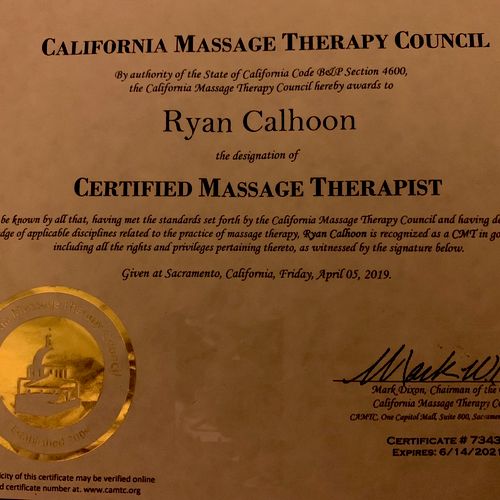 CALIFORNIA MASSAGE THERAPY COUNCIL
By authority of the State of California Code B&P Section 4600,
the California Massage Therapy Council hereby awards to
Ryan Calhoon
the designation of
CERTIFIED MASSAGE THERAPIST
be known by all that, having met the standards set forth by the California Massage Therapy Council and having de
dge of applicable disciplines related to the practice of massage therapy, Ryan Calhoon is recognized as a CMT in go
including all the rights and privileges pertaining thereto, as witnessed by the signature below.
Given at Sacramento, California, Friday, April 05, 2019.
Massage Therapy Council
Established 2009
Mark Dixon, Chairman of the
California Massage Therapy Co
CAMTC, One Capitol Mall, Suite 800, Sacrame
CERTIFICATE # 7343
EXPIRES: 6/14/2021
icity of this certificate may be verified online
d certificate number at. www.camtc.org